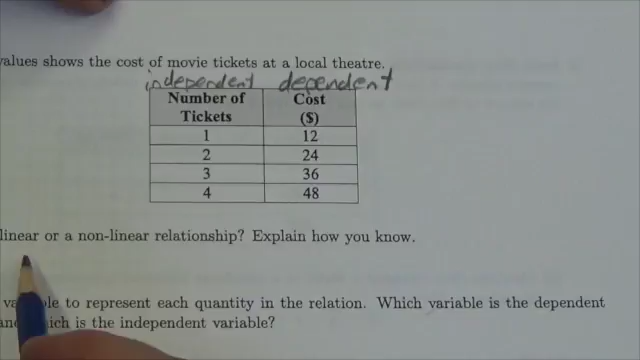 values shows the cost of movie tickets at a local theatre.
independent dependent
Number of Tickets Cost ($)
1 12
2 24
3 36
4 48
linear or a non-linear relationship? Explain how you know.
to represent each quantity in the relation. Which variable is the dependent
is the independent variable?